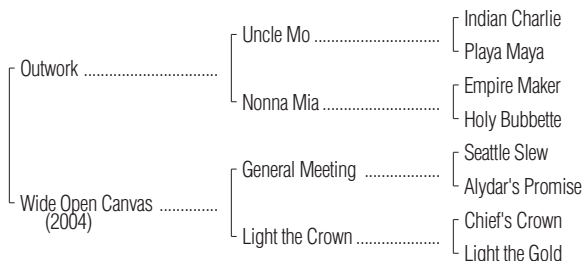 Indian Charlie
Uncle Mo ..................................
Playa Maya
Outwork ....................................
Empire Maker
Nonna Mia ................................
Holy Bubbette
Seattle Slew
General Meeting ....................
Alydar's Promise
Wide Open Canvas ...............
(2004)
Chief's Crown
Light the Crown ......................
Light the Gold